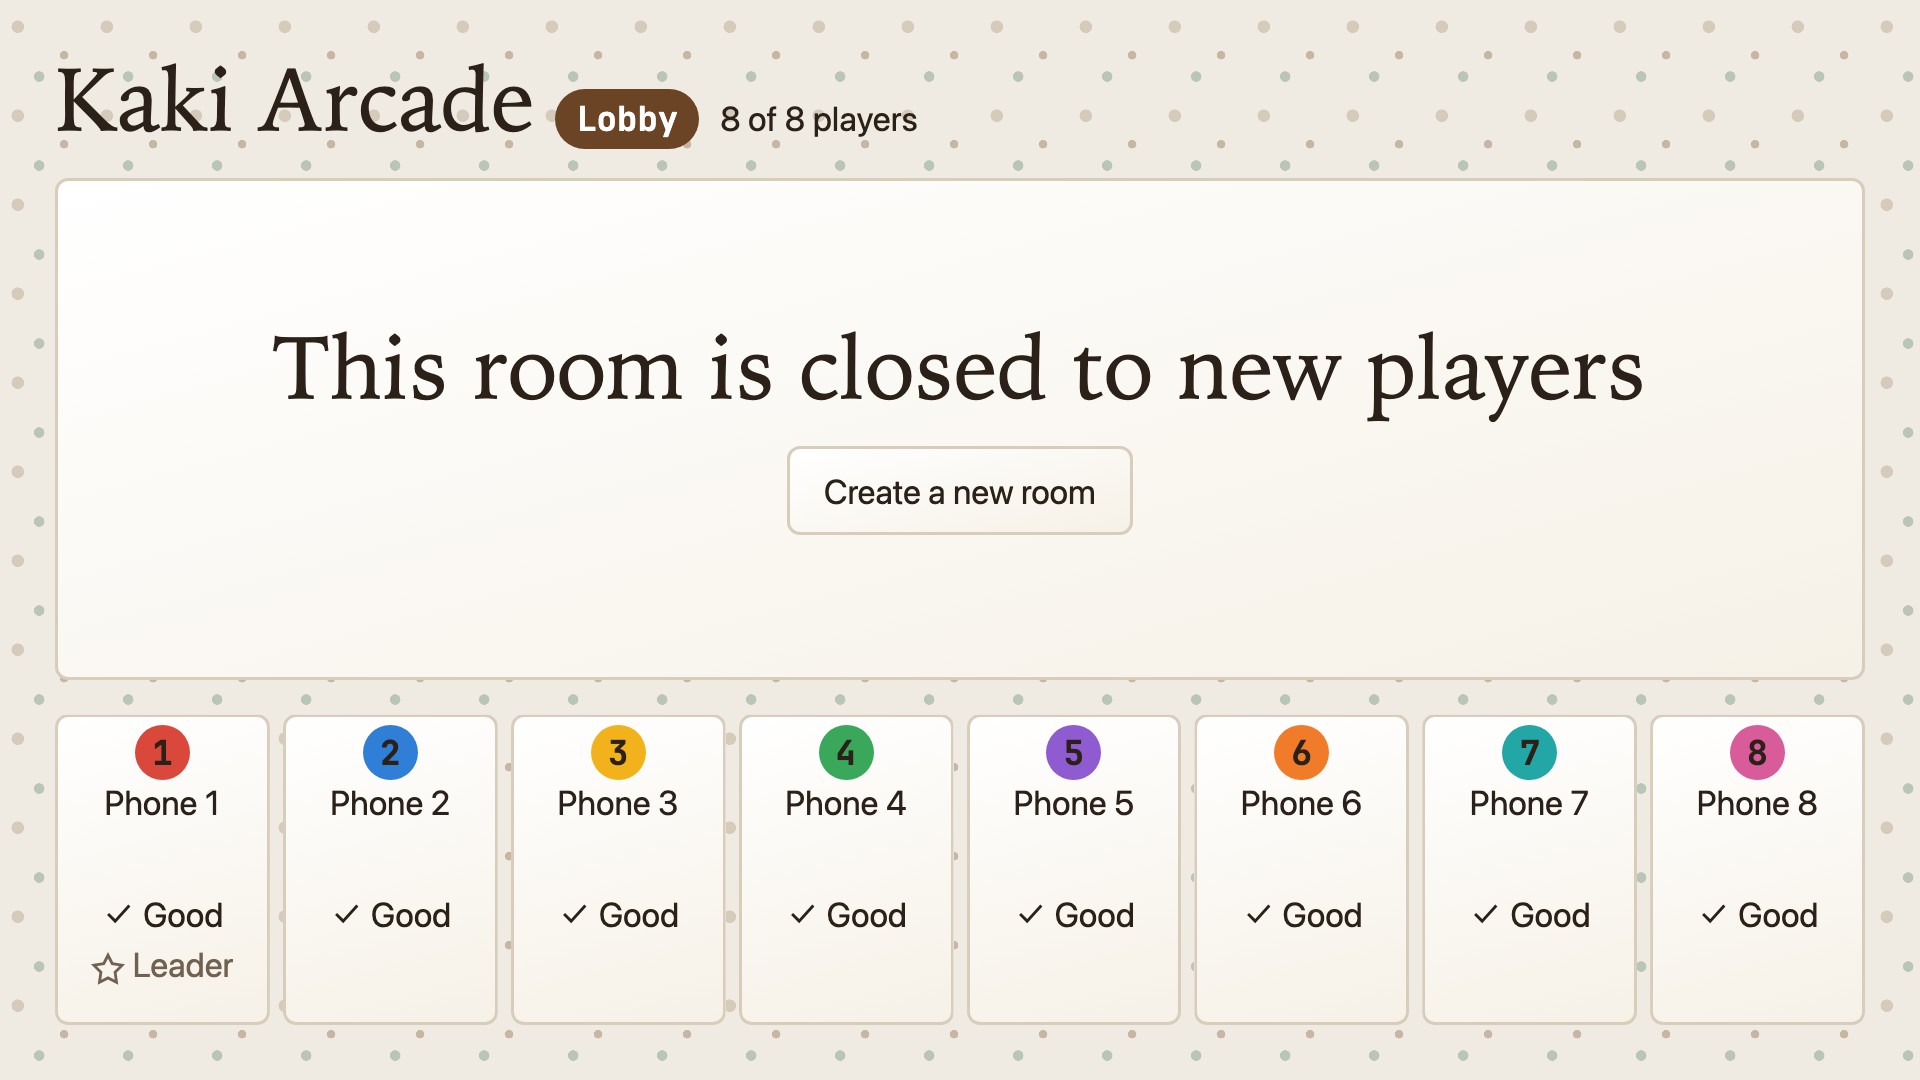 Kaki Arcade Lobby 8 of 8 players
This room is closed to new players
Create a new room
1 2 3 4 5 6 7 8
Phone 1 Phone 2 Phone 3 Phone 4 Phone 5 Phone 6 Phone 7 Phone 8
Good Good Good Good Good Good Good Good
Leader